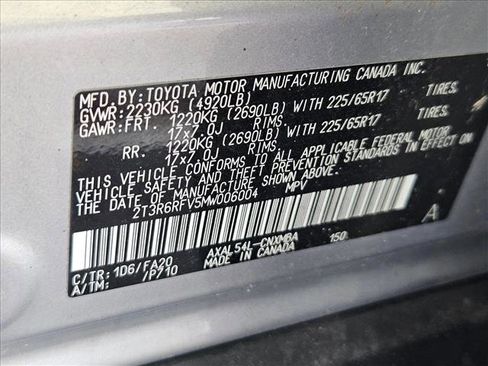 MFD. BY: TOYOTA MOTOR MANUFACTURING CANADA INC.
GVWR: 2230KG (4920LB)
GAWR: FRT. 1220KG (2690LB) WITH 225/65R17 TIRES.
17x7.0J RIMS.
RR. 1220KG (2690LB) WITH 225/65R17 TIRES.
17x7.0J RIMS.
THIS VEHICLE CONFORMS TO ALL APPLICABLE FEDERAL MOTOR
VEHICLE SAFETY AND THEFT PREVENTION STANDARDS IN EFFECT ON
THE DATE OF MANUFACTURE SHOWN ABOVE.
2T3R6RFV5MW006004 MPV
A
C/TR: 1D6/FA20 AXAL54L-CNXMBA 150
A/TM: /P710 MADE IN CANADA